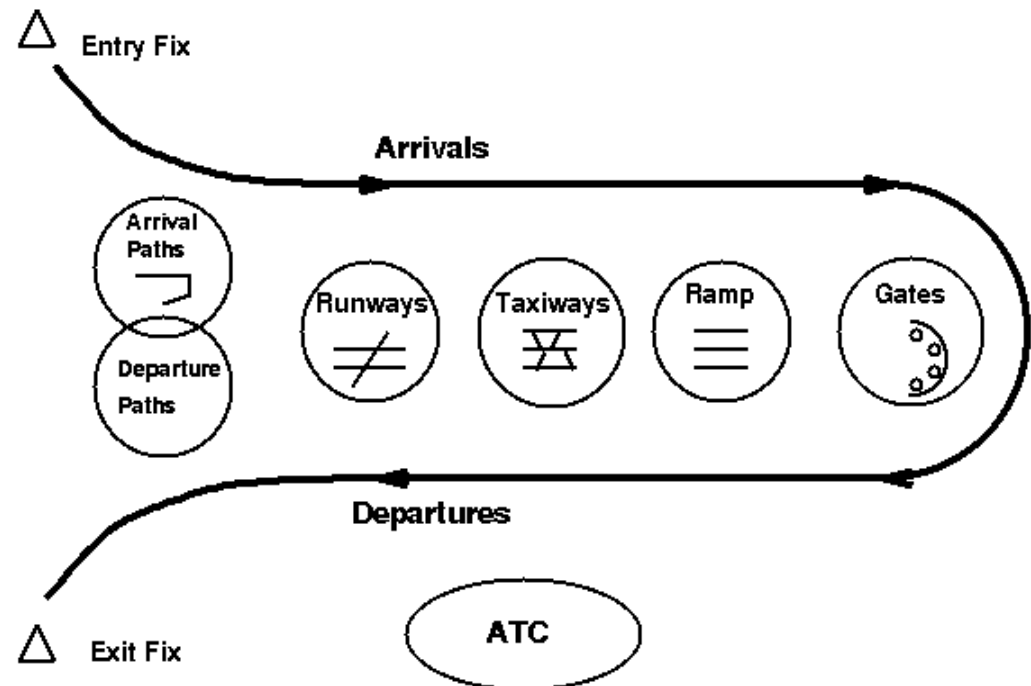 Entry Fix
Arrivals
Arrival
Paths
Runways
Taxiways
Ramp
Gates
Departure
Paths
Departures
ATC
Exit Fix